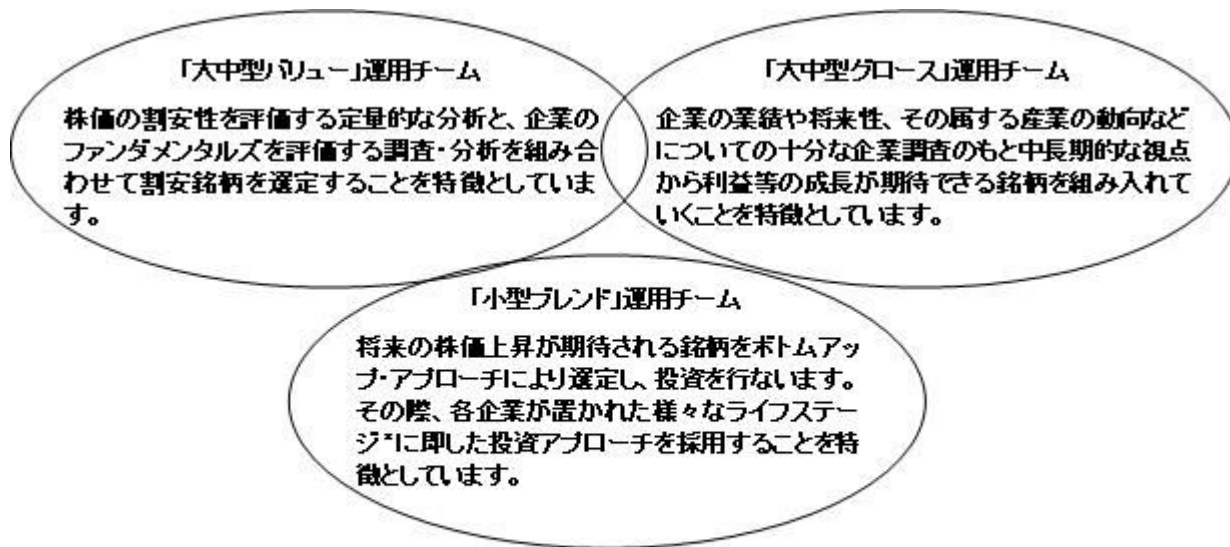 「大中型バリュー」運用チーム
株価の割安性を評価する定量的な分析と、企業の
ファンダメンタルズを評価する調査・分析を組み合
わせて割安銘柄を選定することを特徴としていま
す。
「大中型グロース」運用チーム
企業の業績や将来性、その属する産業の動向など
についての十分な企業調査のもと中長期的な視点
から利益等の成長が期待できる銘柄を組み入れて
いくことを特徴としています。
「小型ブレンド」運用チーム
将来の株価上昇が期待される銘柄をボトムアッ
プ・アプローチにより選定し、投資を行ないます。
その際、各企業が置かれた様々なライフステー
ジ*に即した投資アプローチを採用することを特
徴としています。